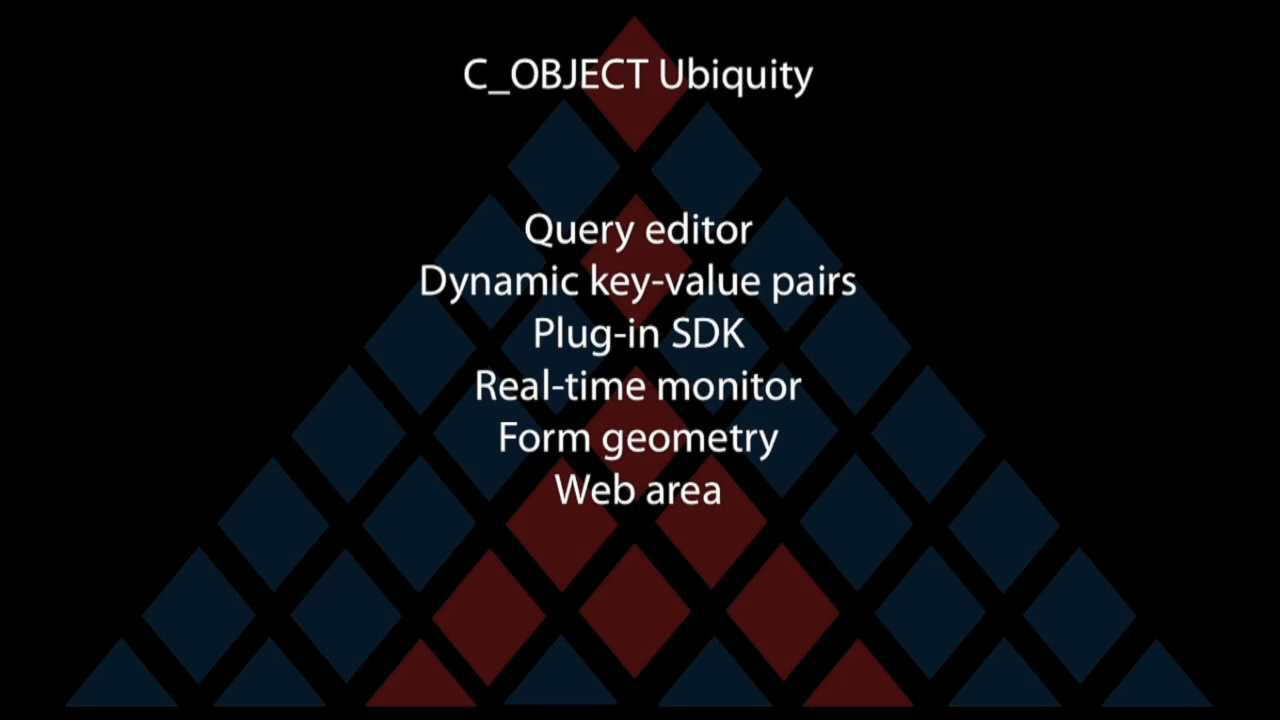 C_OBJECT Ubiquity
Query editor
Dynamic key-value pairs
Plug-in SDK
Real-time monitor
Form geometry
Web area